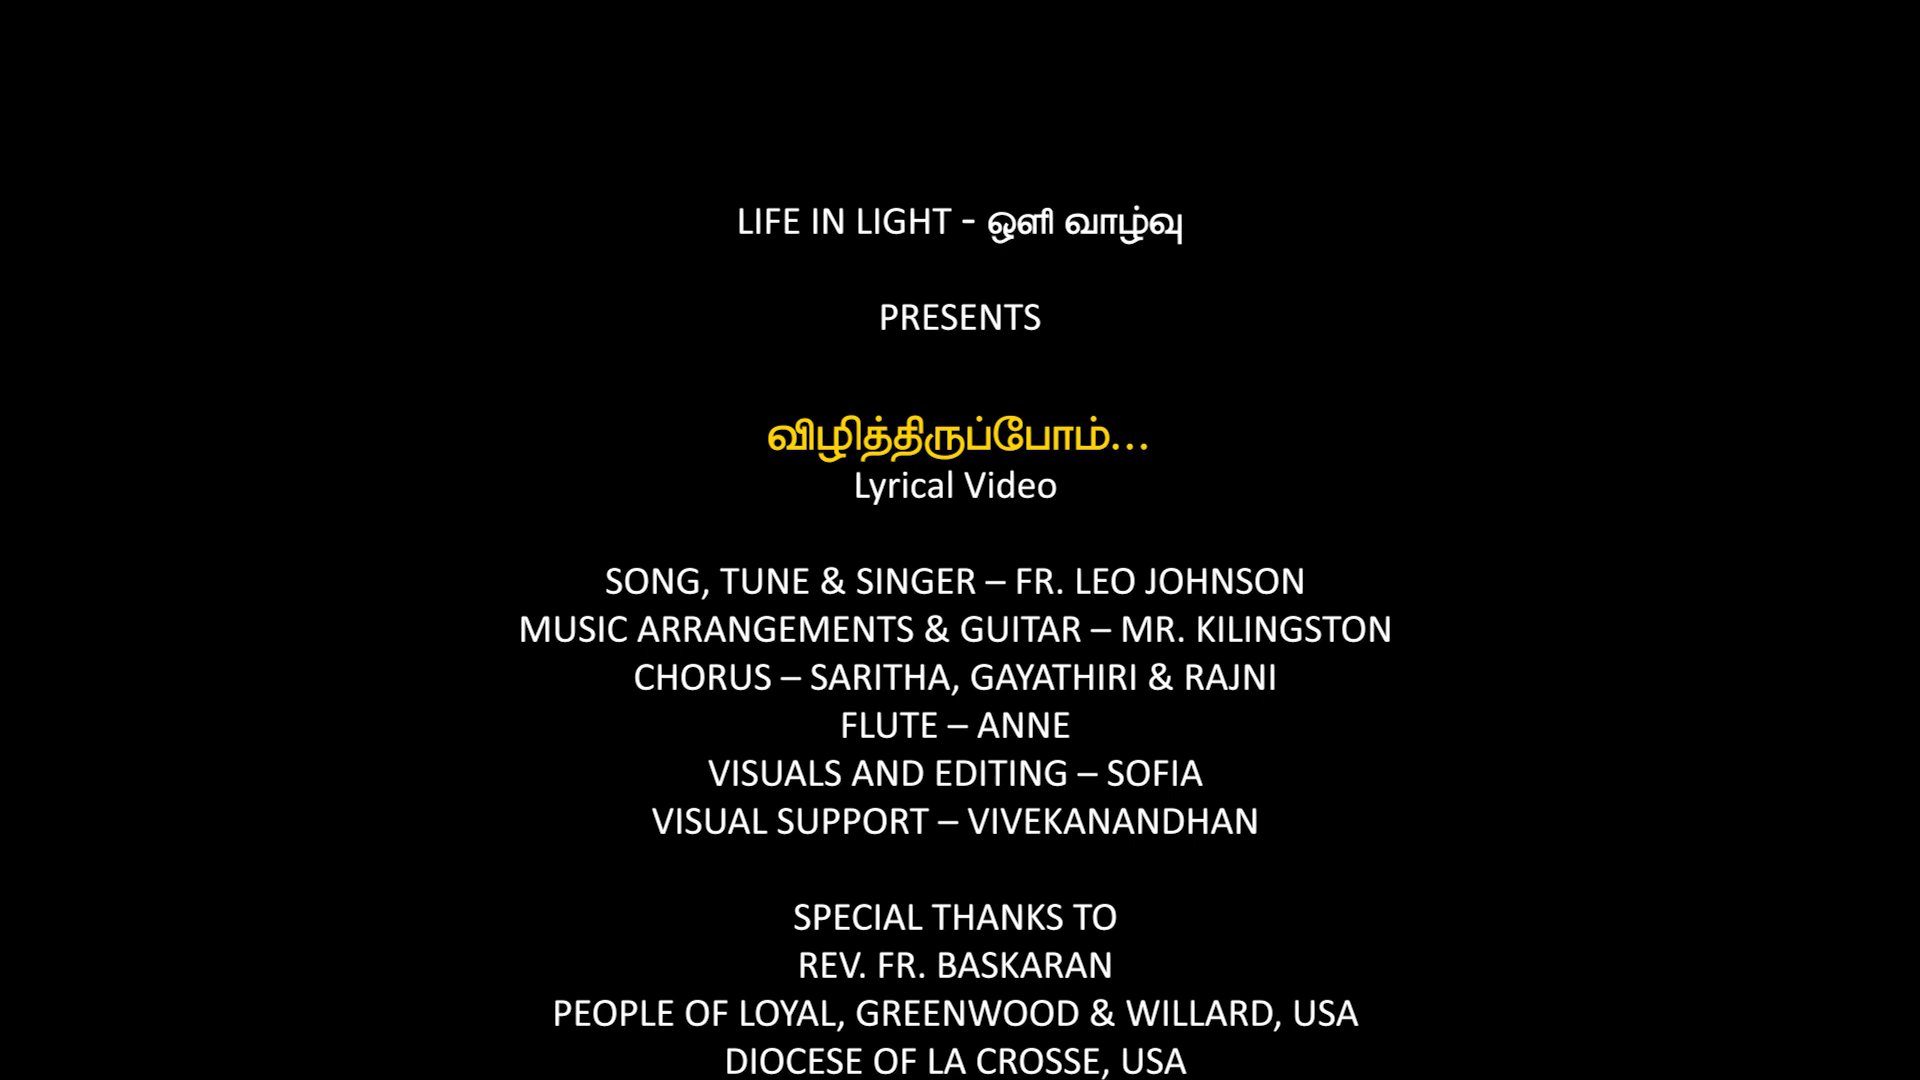 LIFE IN LIGHT - ஒளி வாழ்வு
PRESENTS
விழித்திருப்போம்...
Lyrical Video
SONG, TUNE & SINGER – FR. LEO JOHNSON
MUSIC ARRANGEMENTS & GUITAR – MR. KILINGSTON
CHORUS – SARITHA, GAYATHIRI & RAJNI
FLUTE – ANNE
VISUALS AND EDITING – SOFIA
VISUAL SUPPORT – VIVEKANANDHAN
SPECIAL THANKS TO
REV. FR. BASKARAN
PEOPLE OF LOYAL, GREENWOOD & WILLARD, USA
DIOCESE OF LA CROSSE, USA